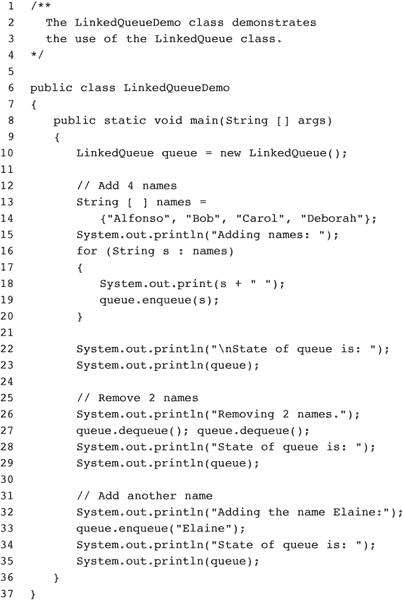 1 /**
2   The LinkedQueueDemo class demonstrates
3   the use of the LinkedQueue class.
4 */
5
6 public class LinkedQueueDemo
7 {
8    public static void main(String [] args)
9    {
10       LinkedQueue queue = new LinkedQueue();
11
12       // Add 4 names
13       String [ ] names =
14          {"Alfonso", "Bob", "Carol", "Deborah"};
15       System.out.println("Adding names: ");
16       for (String s : names)
17       {
18          System.out.print(s + " ");
19          queue.enqueue(s);
20       }
21
22       System.out.println("\nState of queue is: ");
23       System.out.println(queue);
24
25       // Remove 2 names
26       System.out.println("Removing 2 names.");
27       queue.dequeue(); queue.dequeue();
28       System.out.println("State of queue is: ");
29       System.out.println(queue);
30
31       // Add another name
32       System.out.println("Adding the name Elaine:");
33       queue.enqueue("Elaine");
34       System.out.println("State of queue is: ");
35       System.out.println(queue);
36    }
37 }